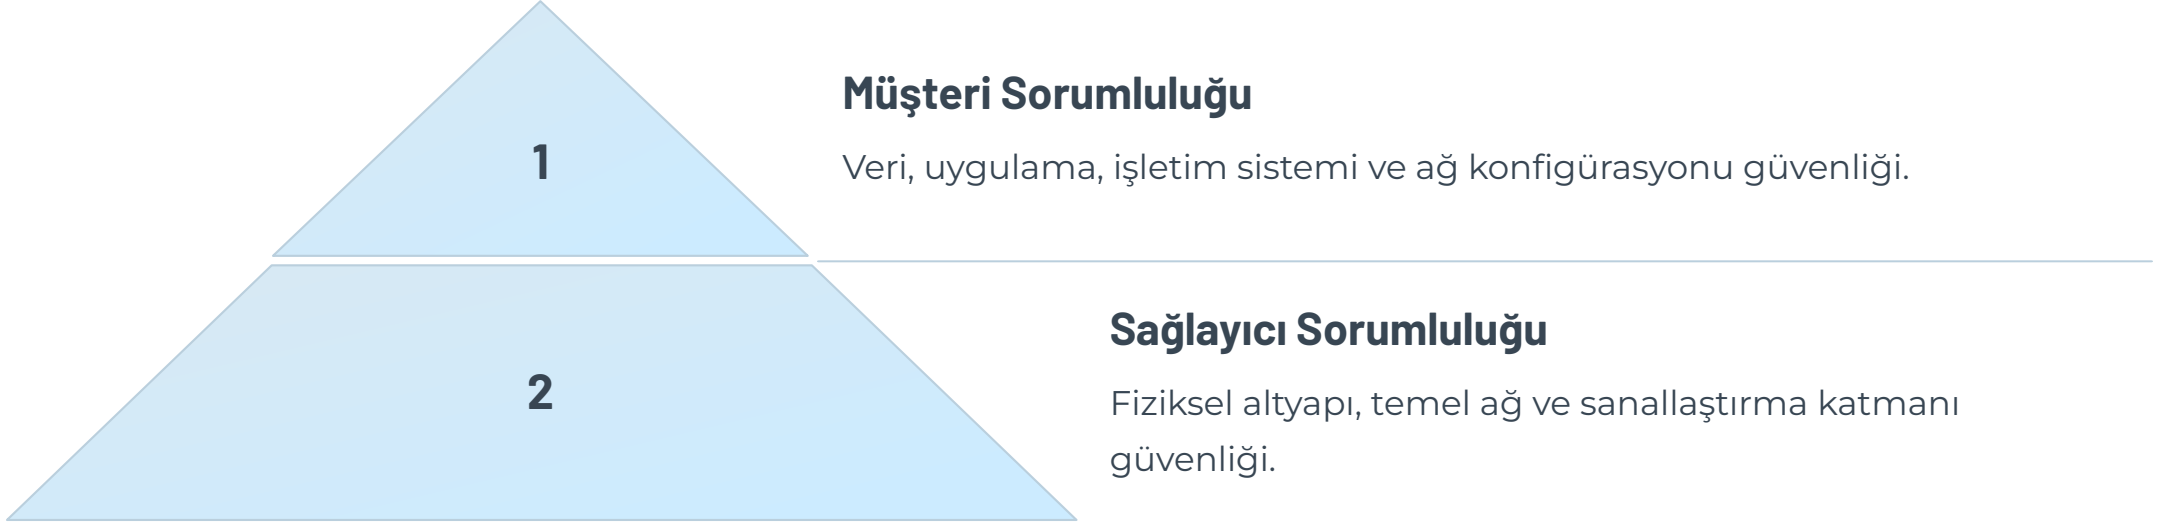 1
Müşteri Sorumluluğu
Veri, uygulama, işletim sistemi ve ağ konfigürasyonu güvenliği.
2
Sağlayıcı Sorumluluğu
Fiziksel altyapı, temel ağ ve sanallaştırma katmanı
güvenliği.